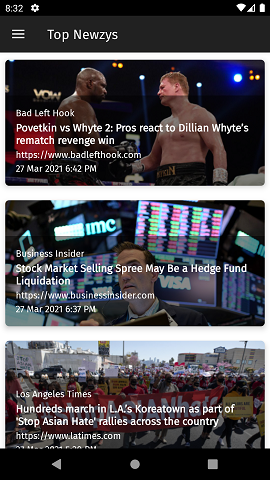 8:32
Top Newzys
Bad Left Hook
Povetkin vs Whyte 2: Pros react to Dillian Whyte's
rematch revenge win
https://www.badlefthook.com
27 Mar 2021 6:42 PM
Business Insider
Stock Market Selling Spree May Be a Hedge Fund
Liquidation
https://www.businessinsider.com
27 Mar 2021 6:37 PM
Los Angeles Times
Hundreds march in L.A.'s Koreatown as part of
'Stop Asian Hate' rallies across the country
https://www.latimes.com